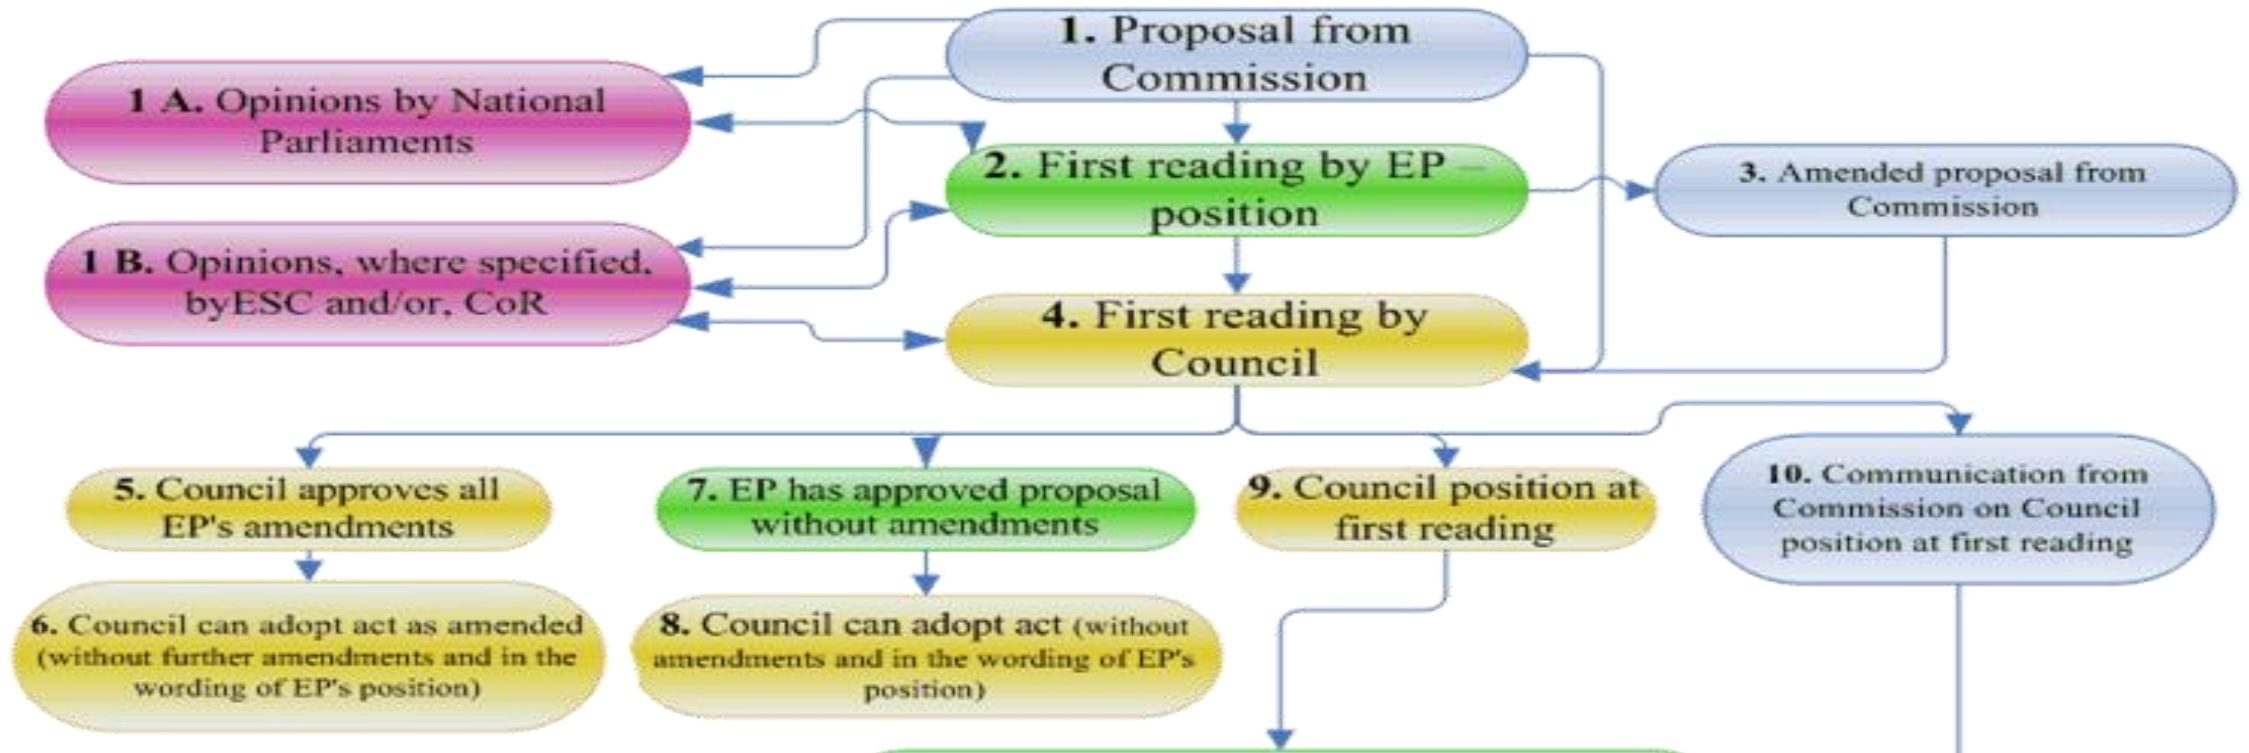 1. Proposal from
Commission
1 A. Opinions by National
Parliaments
2. First reading by EP –
position
3. Amended proposal from
Commission
1 B. Opinions, where specified,
byESC and/or, CoR
4. First reading by
Council
5. Council approves all
EP's amendments
7. EP has approved proposal
without amendments
9. Council position at
first reading
10. Communication from
Commission on Council
position at first reading
6. Council can adopt act as amended
(without further amendments and in the
wording of EP's position)
8. Council can adopt act (without
amendments and in the wording of EP's
position)